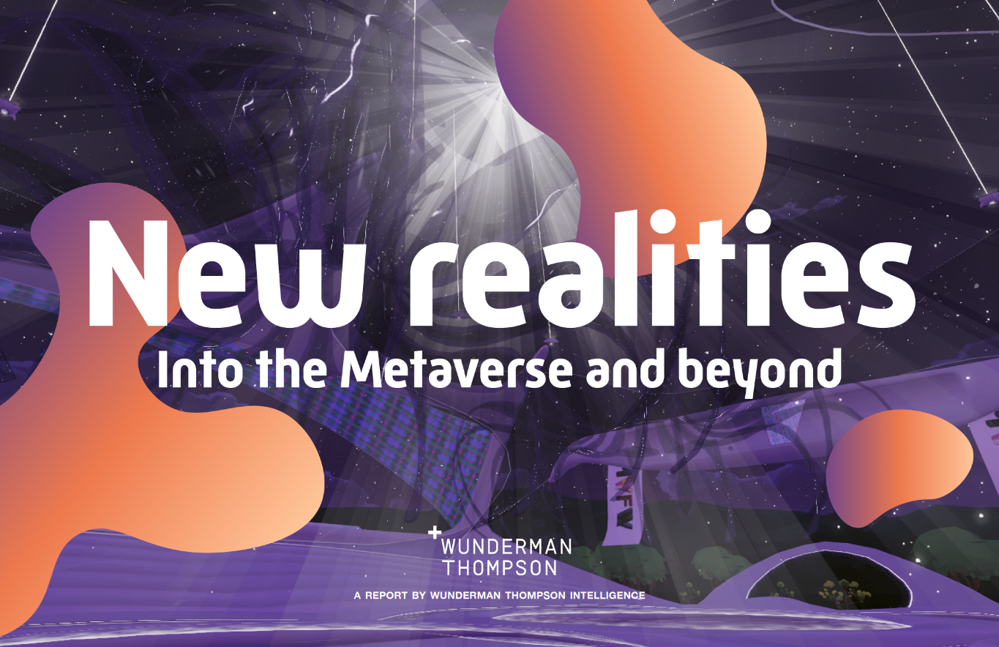 New realities
Into the Metaverse and beyond
WUNDERMAN
THOMPSON
A REPORT BY WUNDERMAN THOMPSON INTELLIGENCE